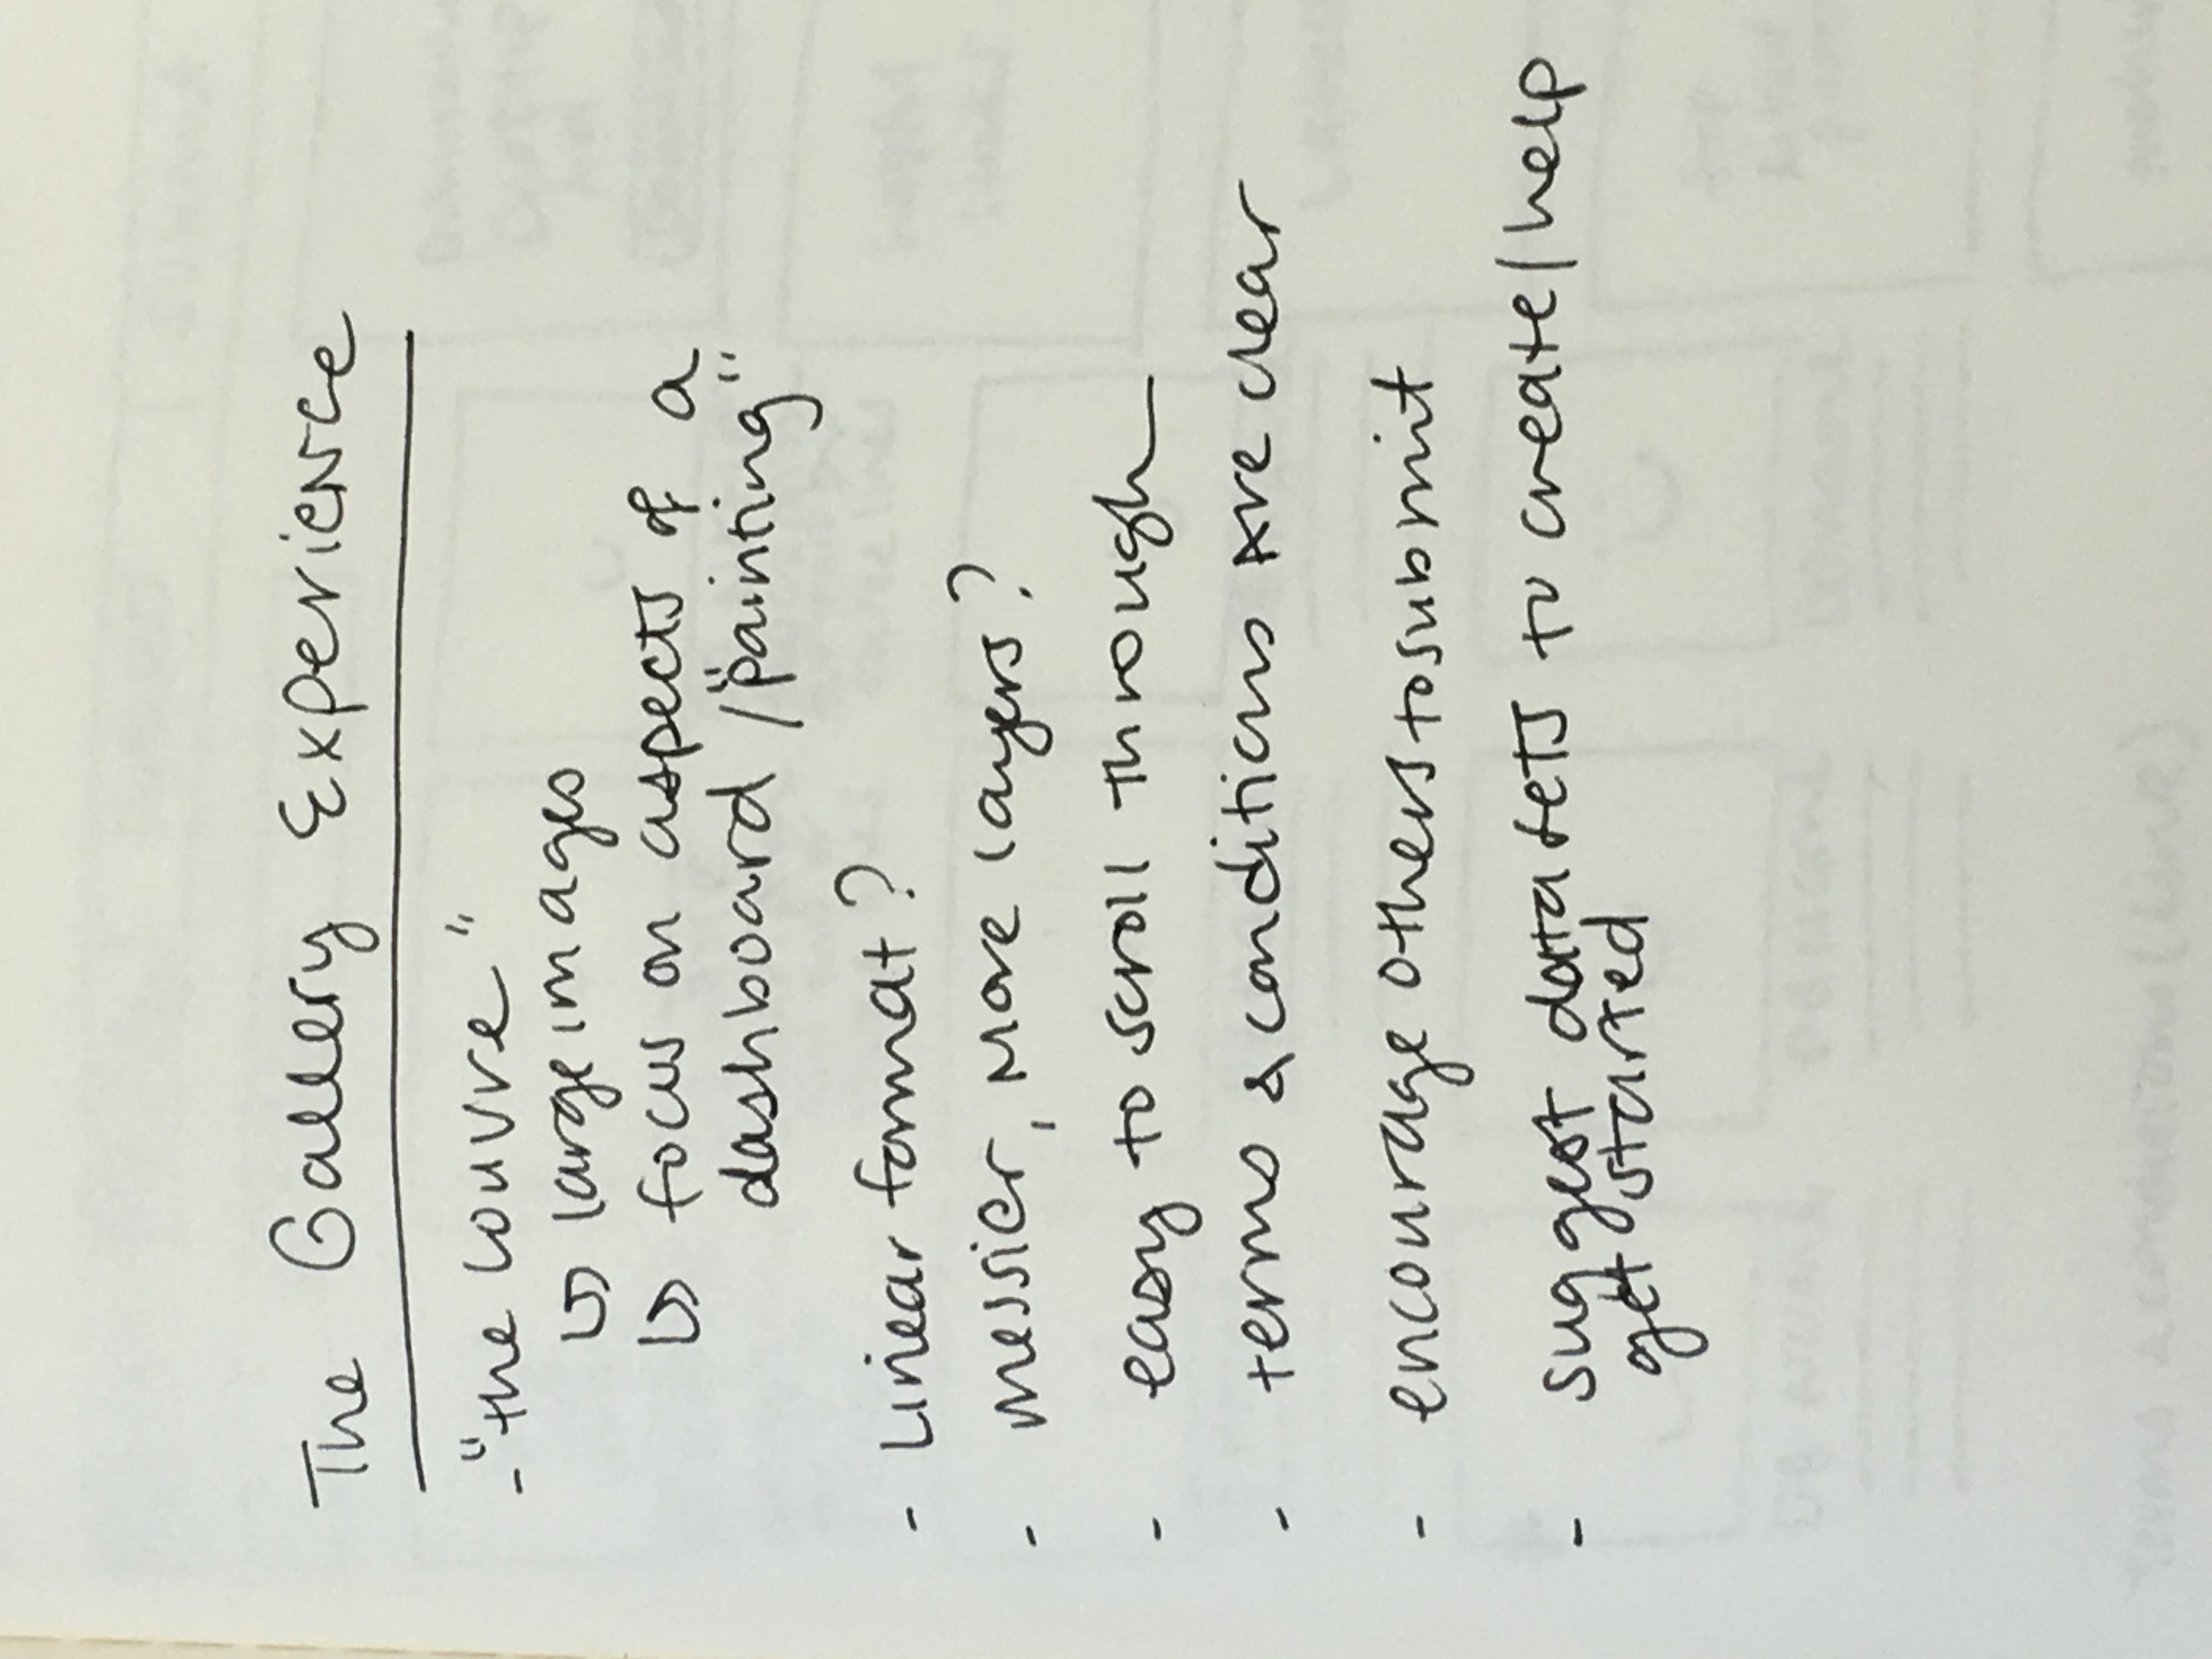 The Gallery Experience
- "the Louvre"
↳ large images
↳ focus on aspects of a
dashboard / "painting"
- Linear format?
- messier, more layers?
- easy to scroll through
- terms & conditions are clear
- encourage others to submit
- suggest datasets to create/help
get started